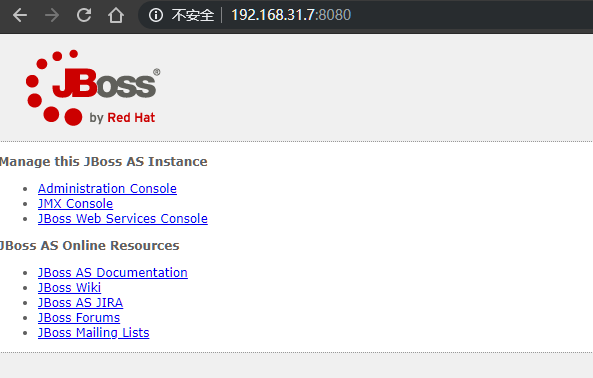 不安全 192.168.31.7:8080
JBoss®
by Red Hat
Manage this JBoss AS Instance
Administration Console
JMX Console
JBoss Web Services Console
JBoss AS Online Resources
JBoss AS Documentation
JBoss Wiki
JBoss AS JIRA
JBoss Forums
JBoss Mailing Lists